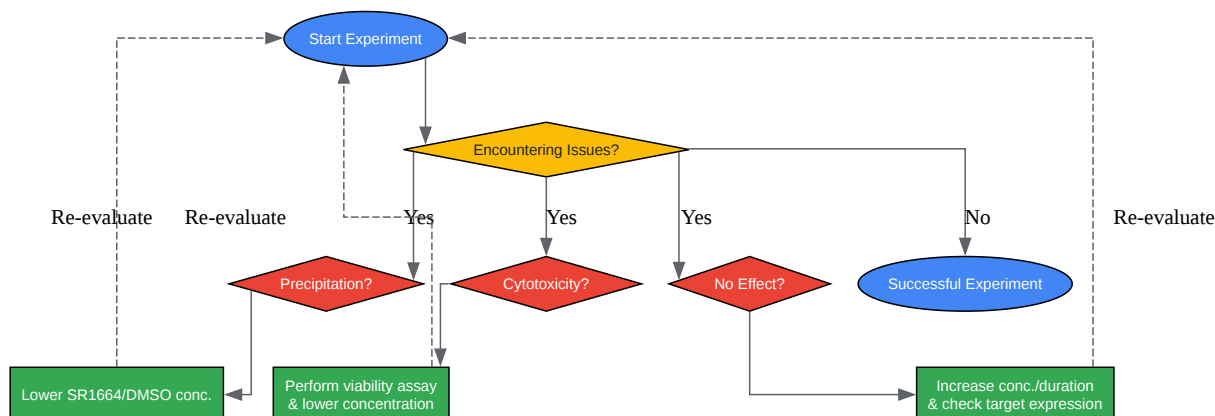 Start Experiment
Encountering Issues?
Re-evaluate
Re-evaluate
Yes
Yes
Yes
No
Re-evaluate
Precipitation?
Cytotoxicity?
No Effect?
Successful Experiment
Lower SR1664/DMSO conc.
Perform viability assay
& lower concentration
Increase conc./duration
& check target expression